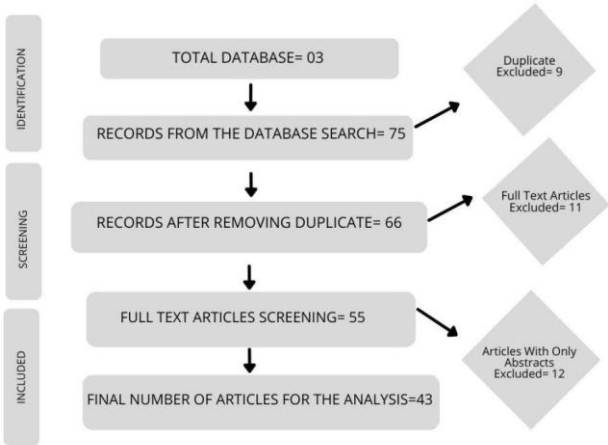 IDENTIFICATION
TOTAL DATABASE= 03
Duplicate
Excluded= 9
RECORDS FROM THE DATABASE SEARCH= 75
SCREENING
RECORDS AFTER REMOVING DUPLICATE= 66
Full Text Articles
Excluded= 11
FULL TEXT ARTICLES SCREENING= 55
INCLUDED
Articles With Only
Abstracts
Excluded= 12
FINAL NUMBER OF ARTICLES FOR THE ANALYSIS=43